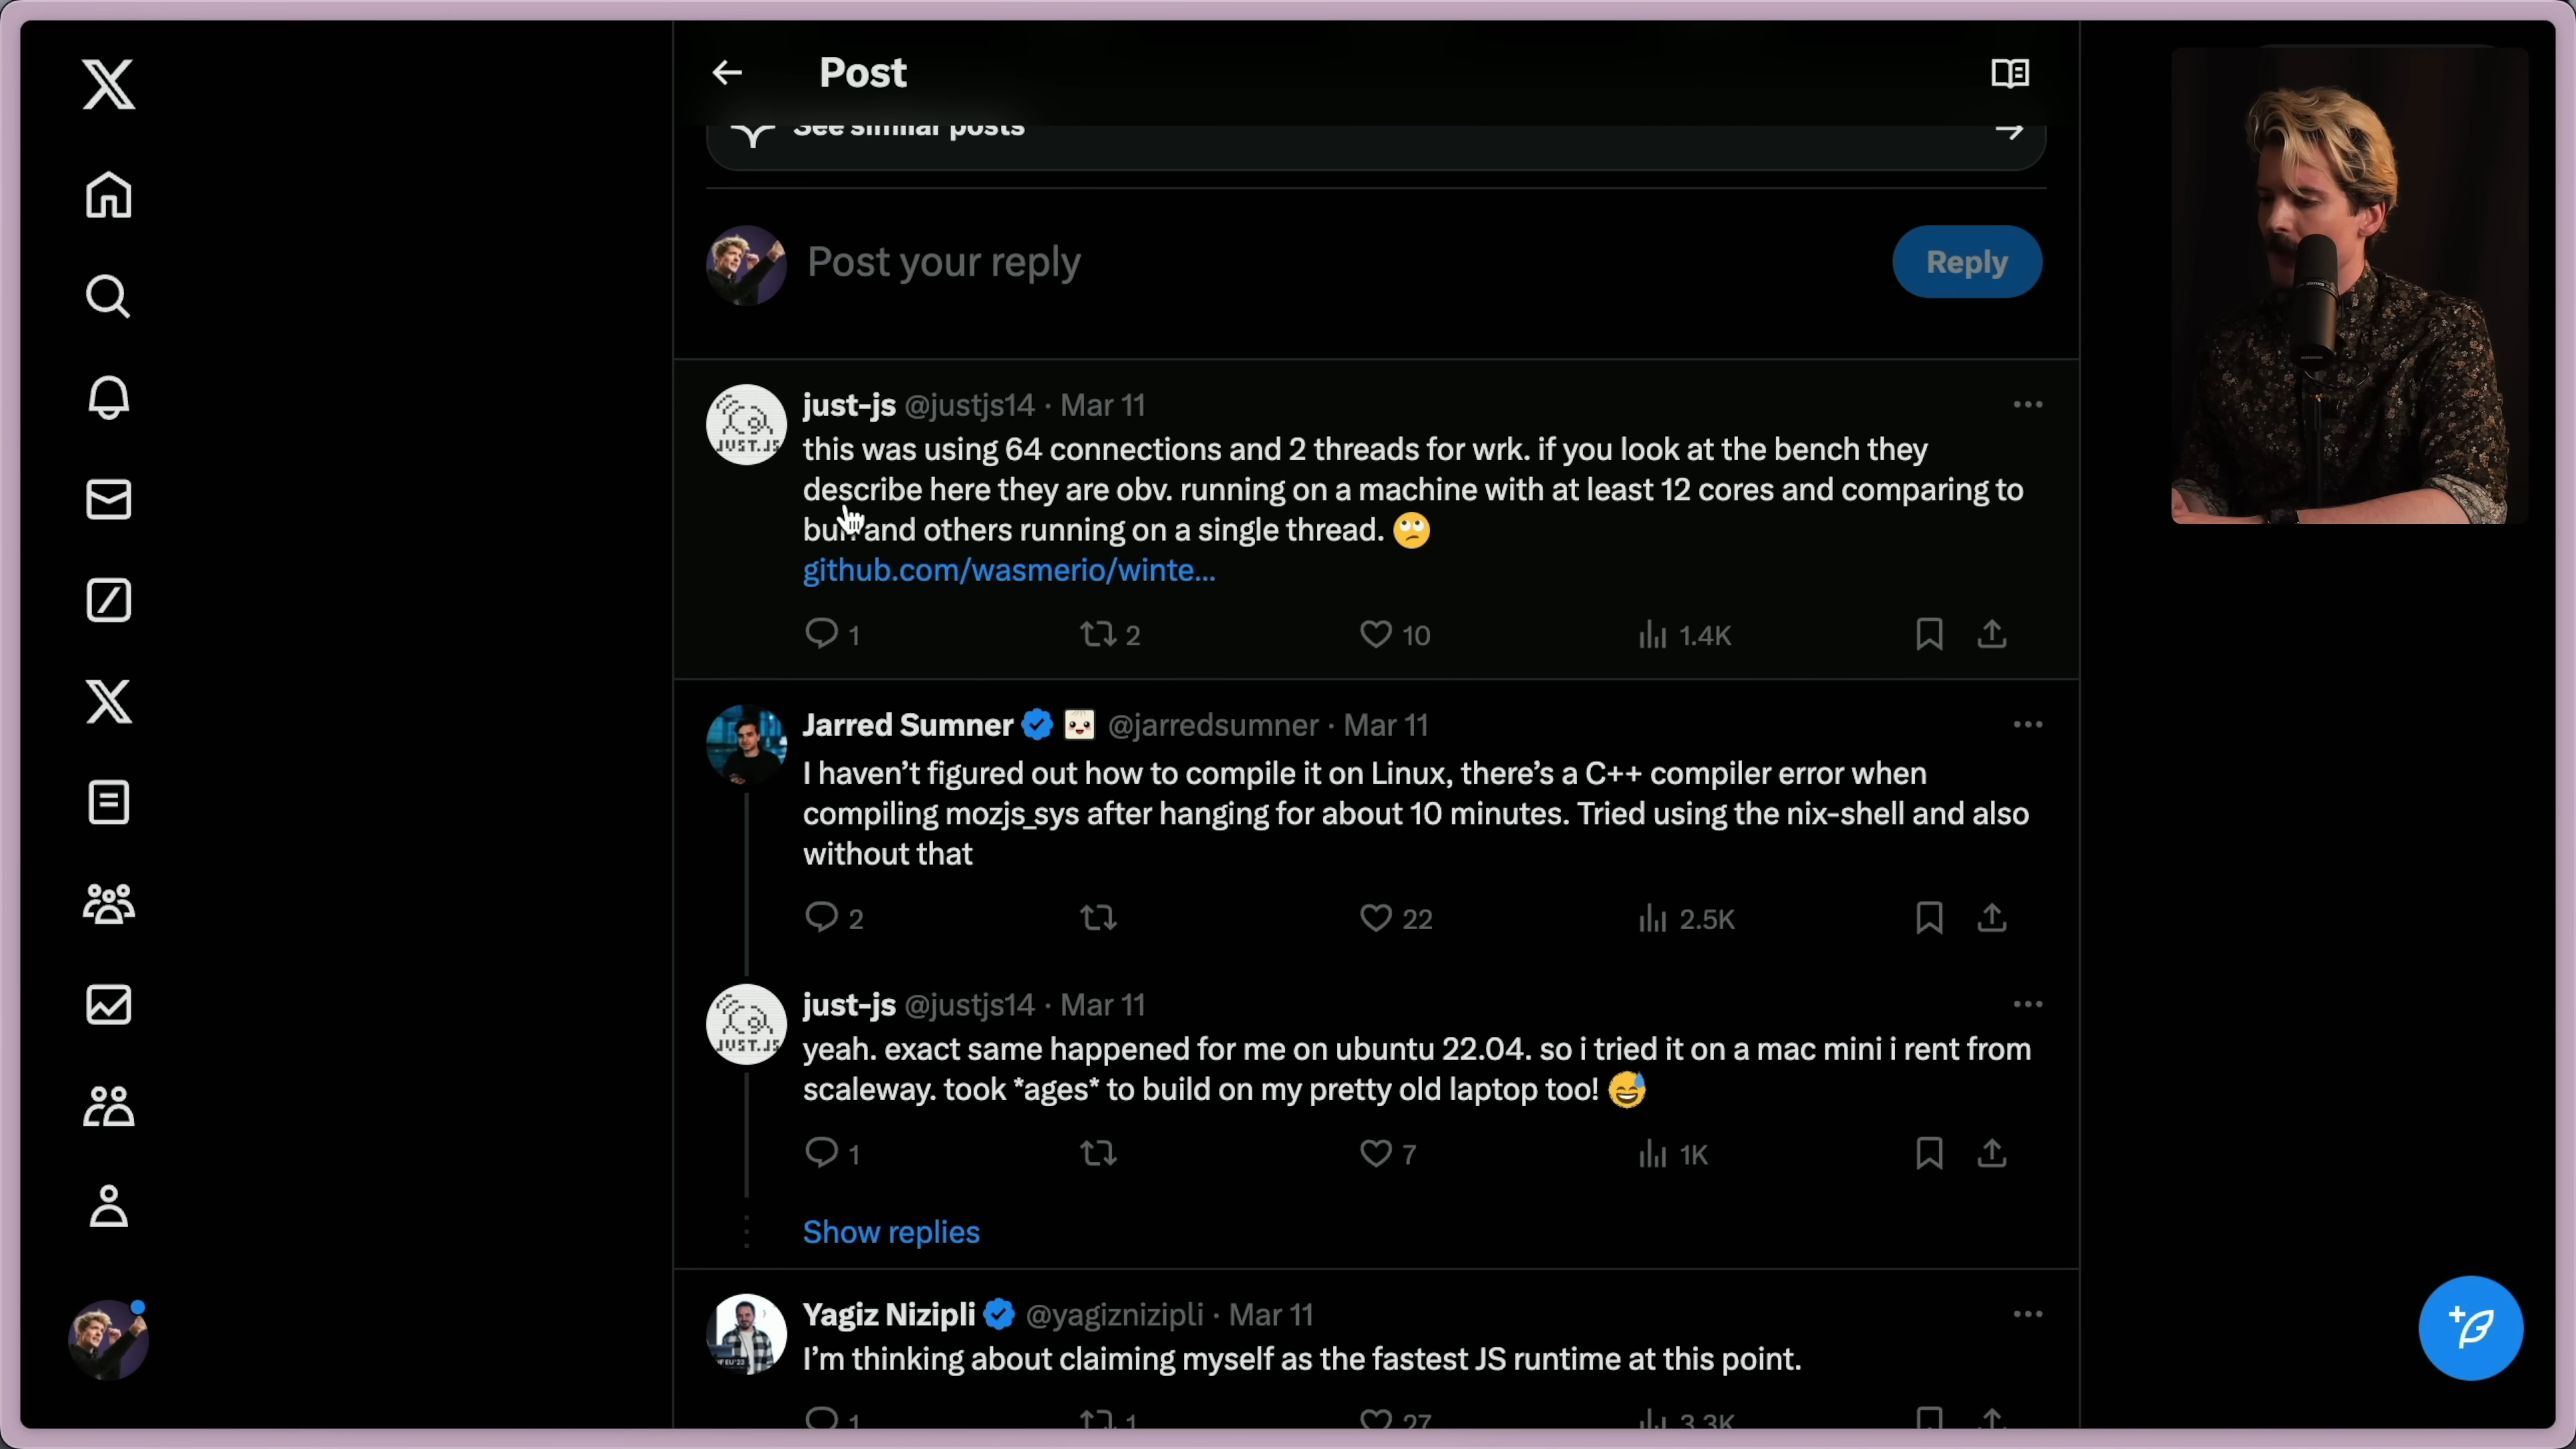 Post
See similar posts
Post your reply
Reply
just-js @justjs14 · Mar 11
this was using 64 connections and 2 threads for wrk. if you look at the bench they
describe here they are obv. running on a machine with at least 12 cores and comparing to
bun and others running on a single thread. 🙄
github.com/wasmerio/winte...
1 2 10 1.4K
Jarred Sumner @jarredsumner · Mar 11
I haven't figured out how to compile it on Linux, there's a C++ compiler error when
compiling mozjs_sys after hanging for about 10 minutes. Tried using the nix-shell and also
without that
2 22 2.5K
just-js @justjs14 · Mar 11
yeah. exact same happened for me on ubuntu 22.04. so i tried it on a mac mini i rent from
scaleway. took *ages* to build on my pretty old laptop too! 😅
1 7 1K
Show replies
Yagiz Nizipli @yagiznizipli · Mar 11
I'm thinking about claiming myself as the fastest JS runtime at this point.
1 1 27 3.3K